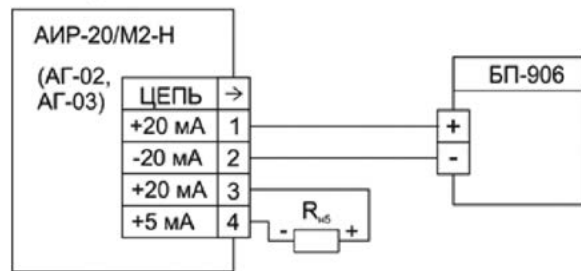 АИР-20/М2-Н
(АГ-02,
АГ-03)
ЦЕПЬ →
+20 мА 1
-20 мА 2
+20 мА 3
+5 мА 4
- Rн5 +
БП-906
+
-